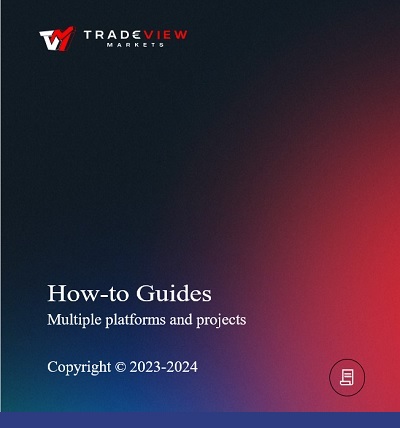 TRADEVIEW
MARKETS
How-to Guides
Multiple platforms and projects
Copyright © 2023-2024